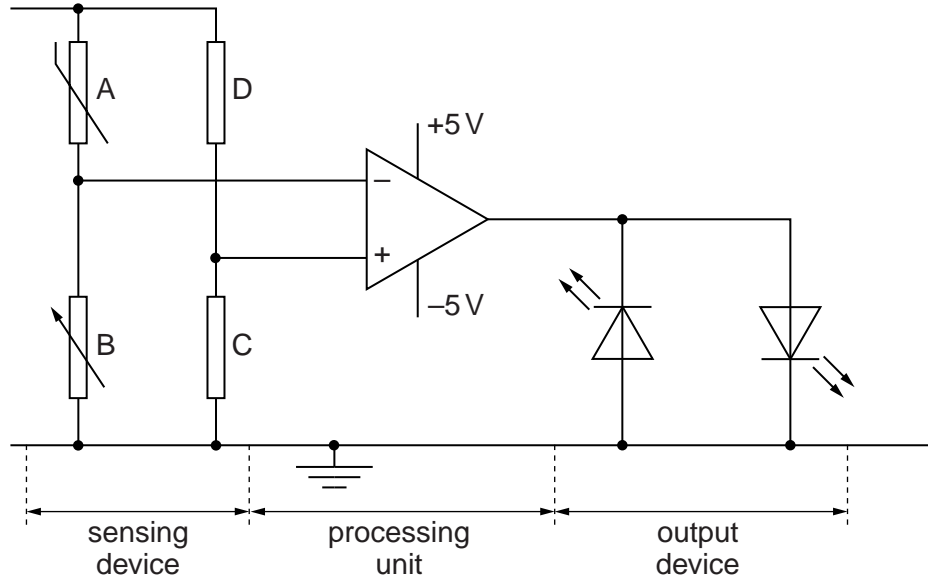 A
D
+5 V
–
+
–5 V
B
C
sensing
device
processing
unit
output
device